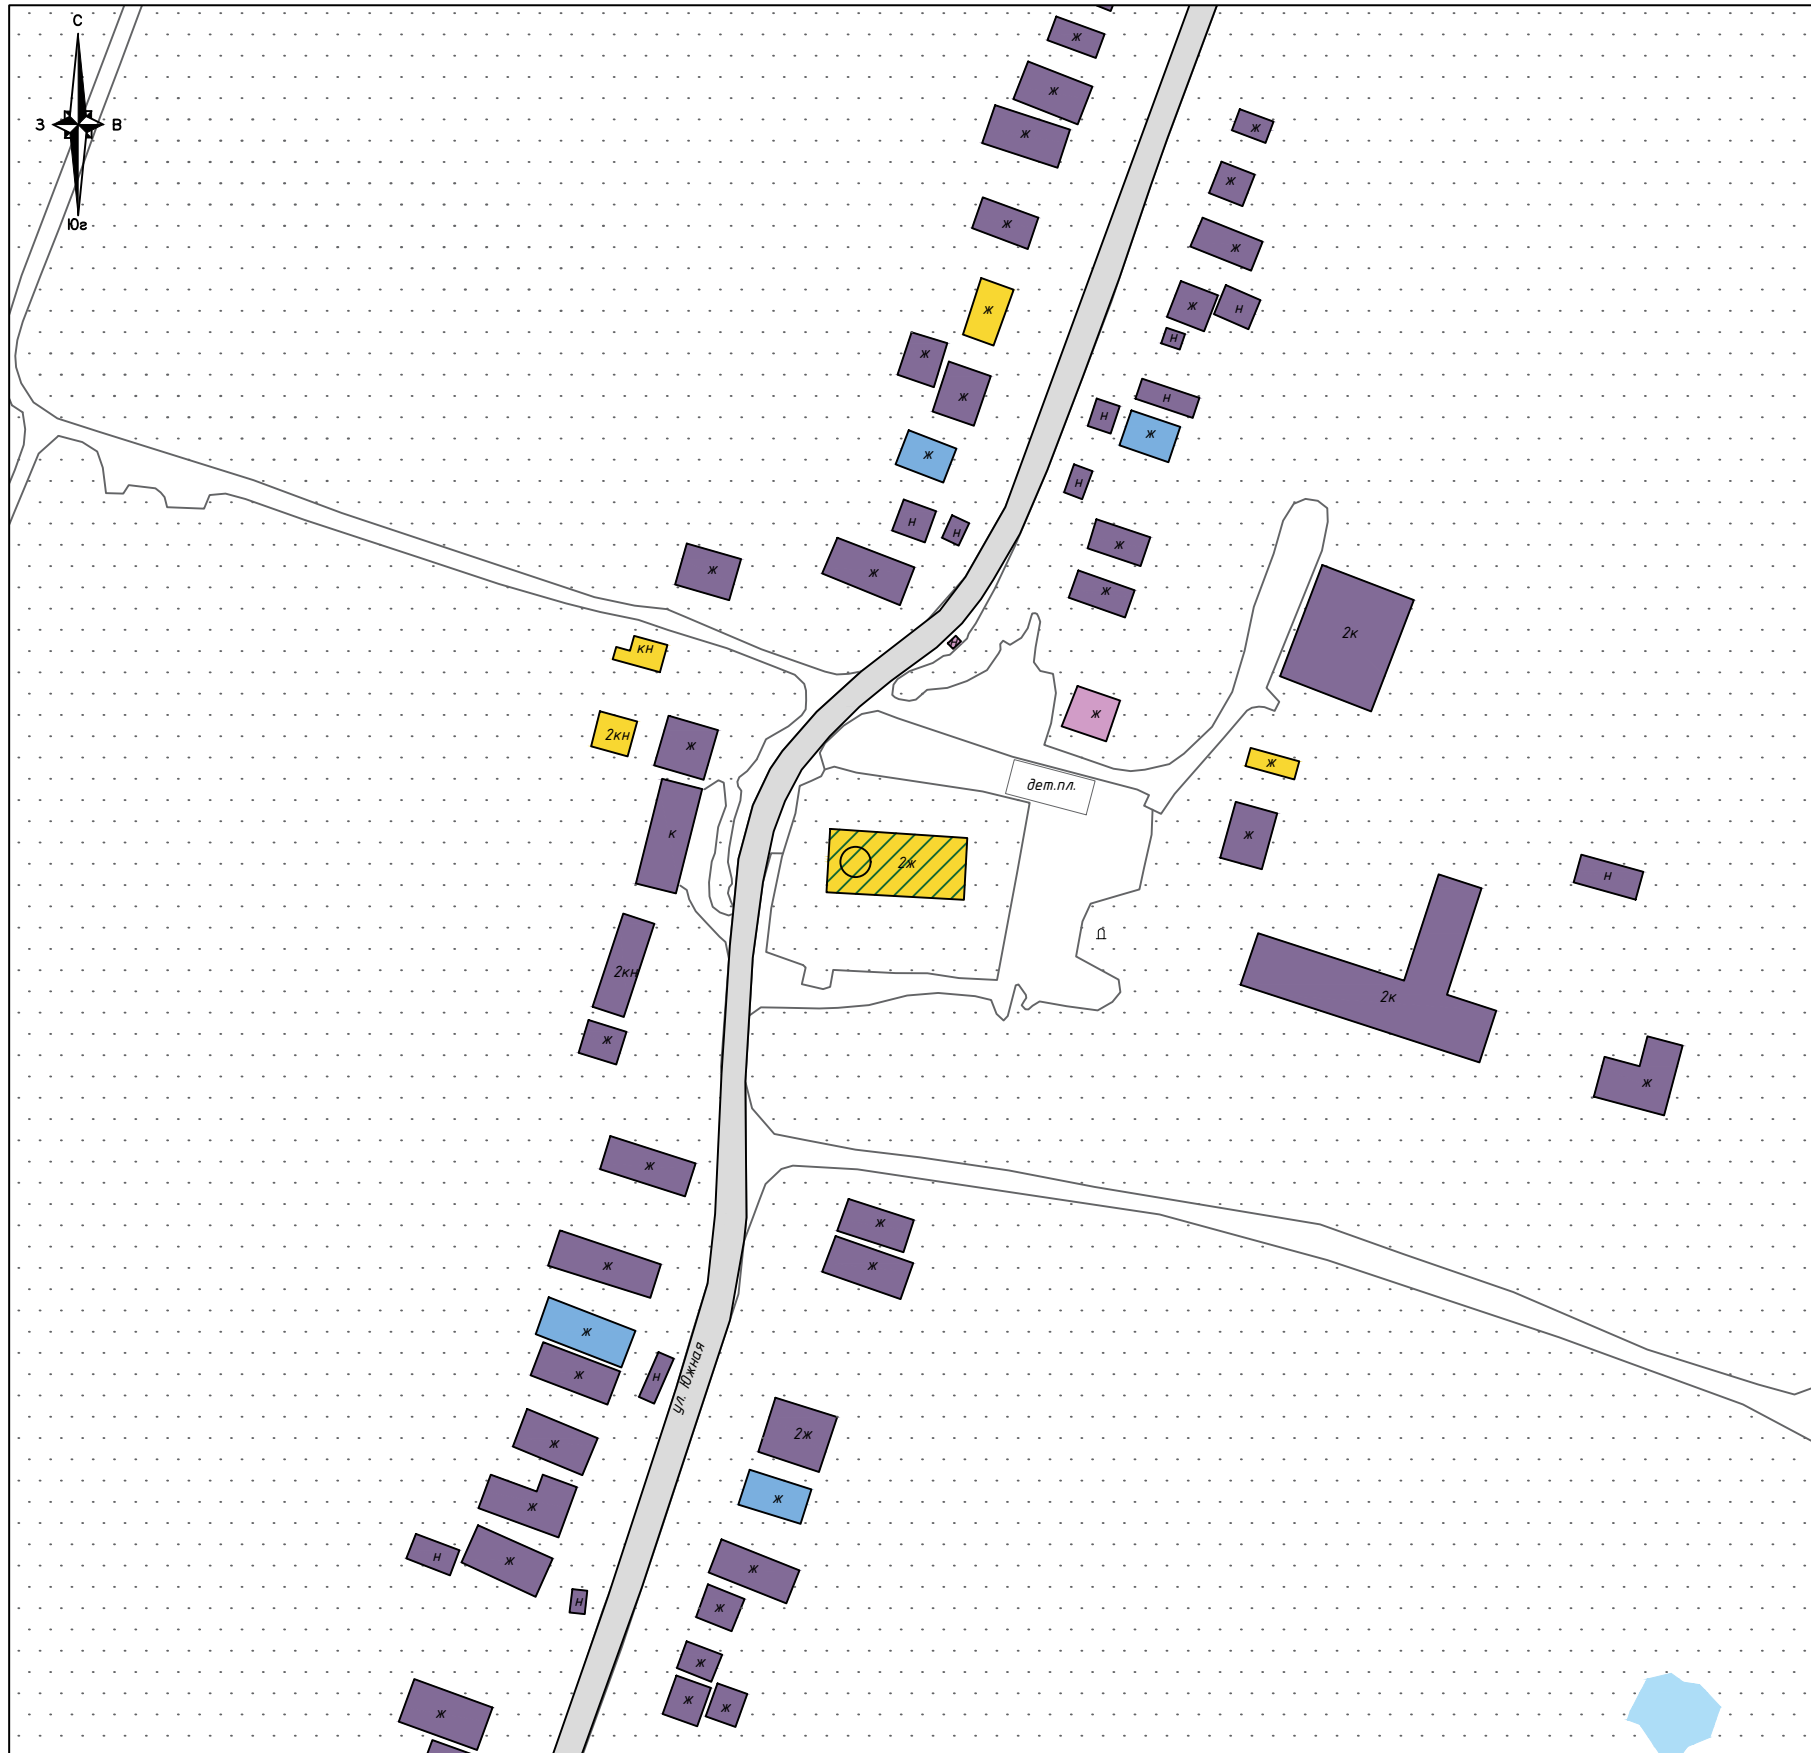 С
ж
ж
З
В
ж
ж
ж
Юг
ж
ж
ж
ж
н
н
ж
ж
н
н
ж
ж
н
н
н
ж
ж
ж
ж
2к
кн
ж
2кн
ж
ж
дет.пл.
к
ж
2ж
н
2кн
2к
ж
ж
ж
ж
ж
ж
ж
ж
н
ул. Южная
2ж
ж
ж
ж
н
ж
ж
н
ж
ж
ж
ж
ж